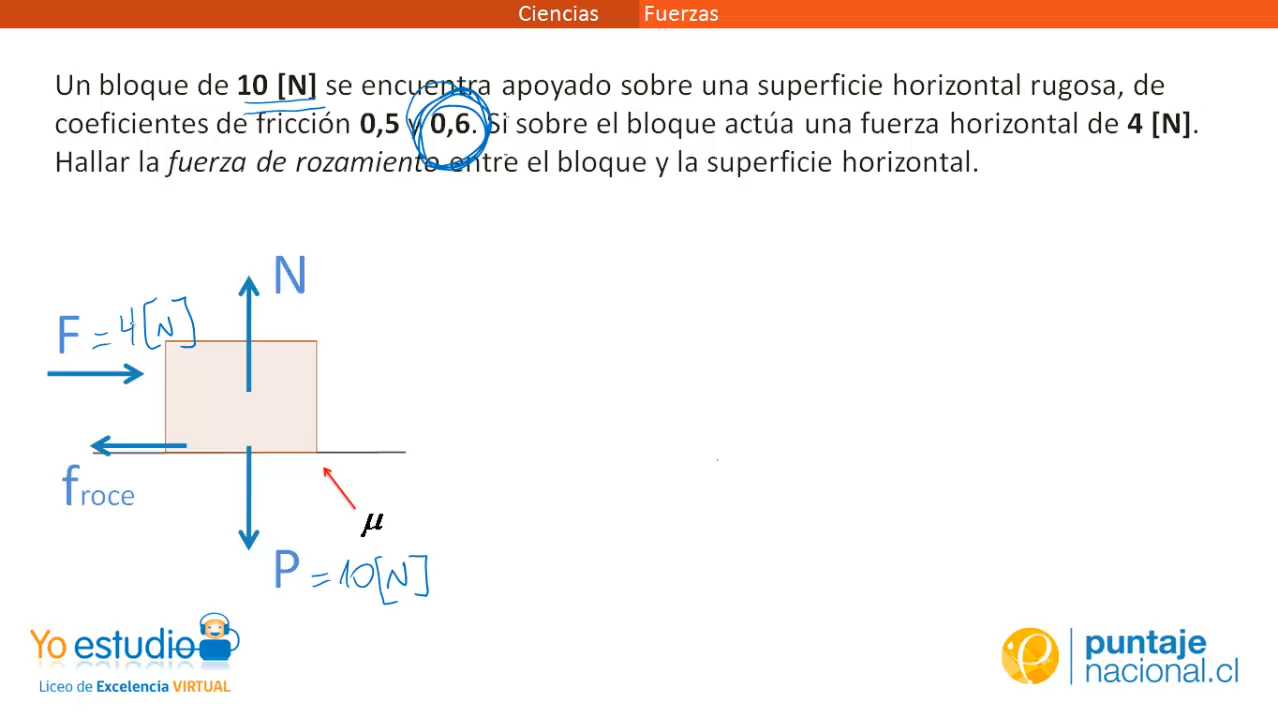 Ciencias Fuerzas
Un bloque de 10 [N] se encuentra apoyado sobre una superficie horizontal rugosa, de
coeficientes de fricción 0,5 y 0,6. Si sobre el bloque actúa una fuerza horizontal de 4 [N].
Hallar la fuerza de rozamiento entre el bloque y la superficie horizontal.
N
F = 4[N]
froce
μ
P = 10[N]
Yo estudio
Liceo de Excelencia VIRTUAL
puntaje
nacional.cl